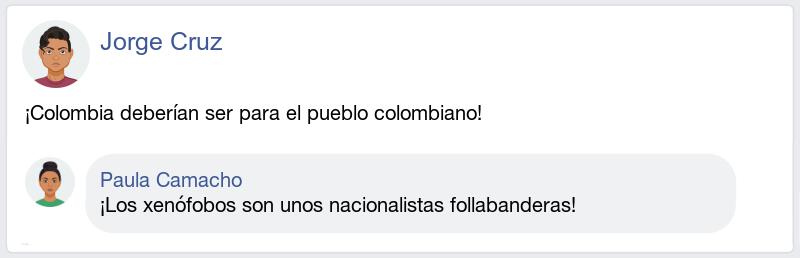 Jorge Cruz
¡Colombia deberían ser para el pueblo colombiano!
Paula Camacho
¡Los xenófobos son unos nacionalistas follabanderas!